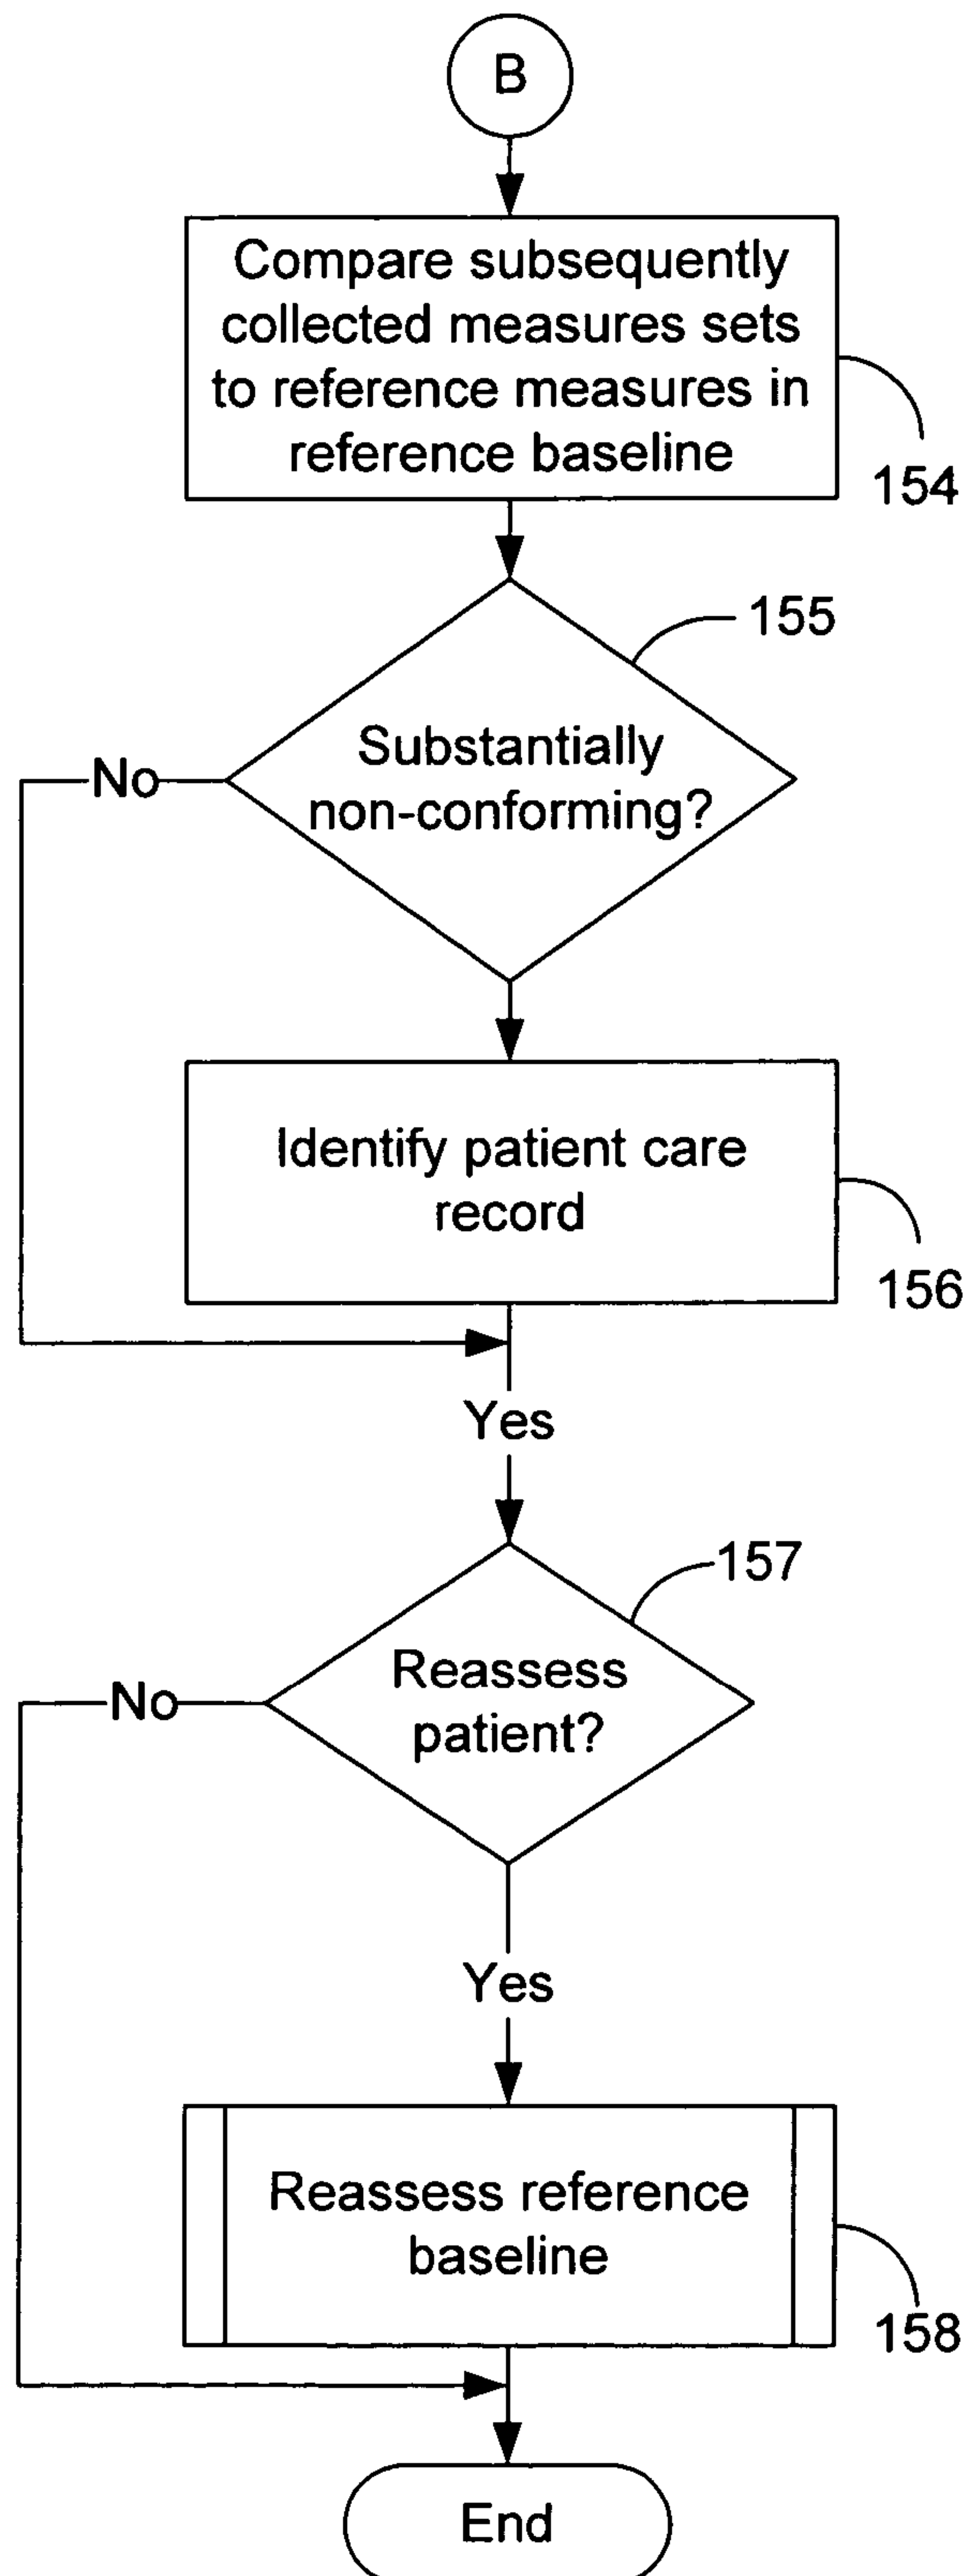 B
Compare subsequently
collected measures sets
to reference measures in
reference baseline
154
155
Substantially
non-conforming?
No
Identify patient care
record
156
Yes
157
Reassess
patient?
No
Yes
Reassess reference
baseline
158
End